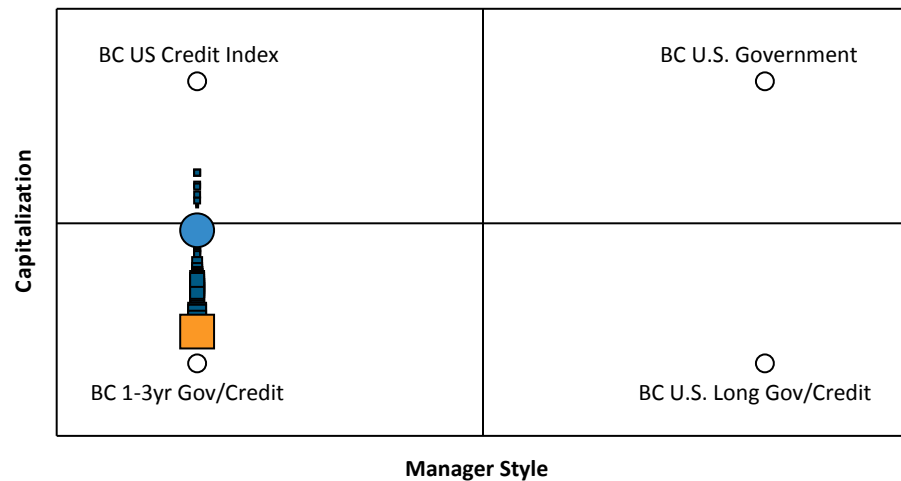 BC US Credit Index
BC U.S. Government
Capitalization
BC 1-3yr Gov/Credit
BC U.S. Long Gov/Credit
Manager Style